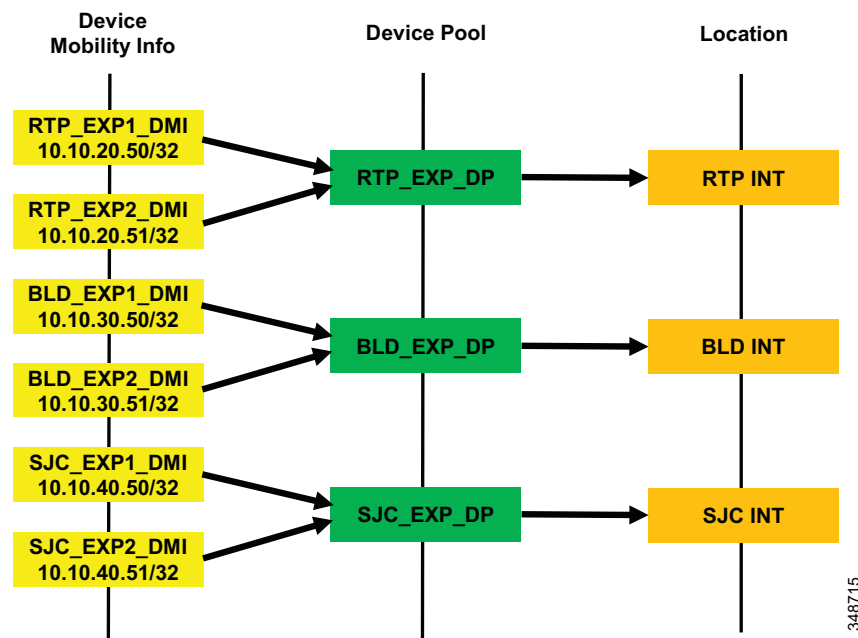 Device
Mobility Info
Device Pool
Location
RTP_EXP1_DMI
10.10.20.50/32
RTP_EXP2_DMI
10.10.20.51/32
RTP_EXP_DP
RTP INT
BLD_EXP1_DMI
10.10.30.50/32
BLD_EXP2_DMI
10.10.30.51/32
BLD_EXP_DP
BLD INT
SJC_EXP1_DMI
10.10.40.50/32
SJC_EXP2_DMI
10.10.40.51/32
SJC_EXP_DP
SJC INT
348715